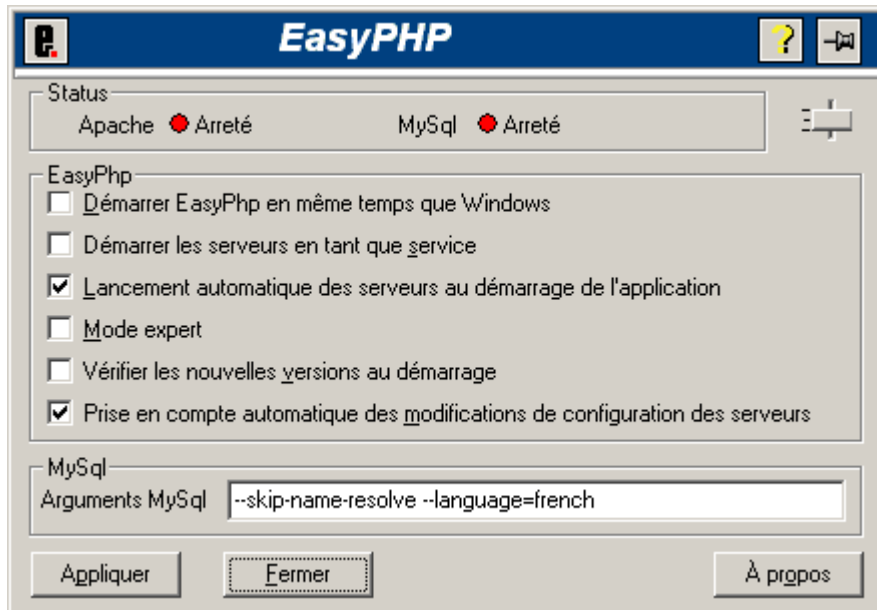 e. EasyPHP ?
Status
Apache Arreté MySql Arreté
EasyPhp
Démarrer EasyPhp en même temps que Windows
Démarrer les serveurs en tant que service
Lancement automatique des serveurs au démarrage de l'application
Mode expert
Vérifier les nouvelles versions au démarrage
Prise en compte automatique des modifications de configuration des serveurs
MySql
Arguments MySql --skip-name-resolve --language=french
Appliquer Fermer À propos